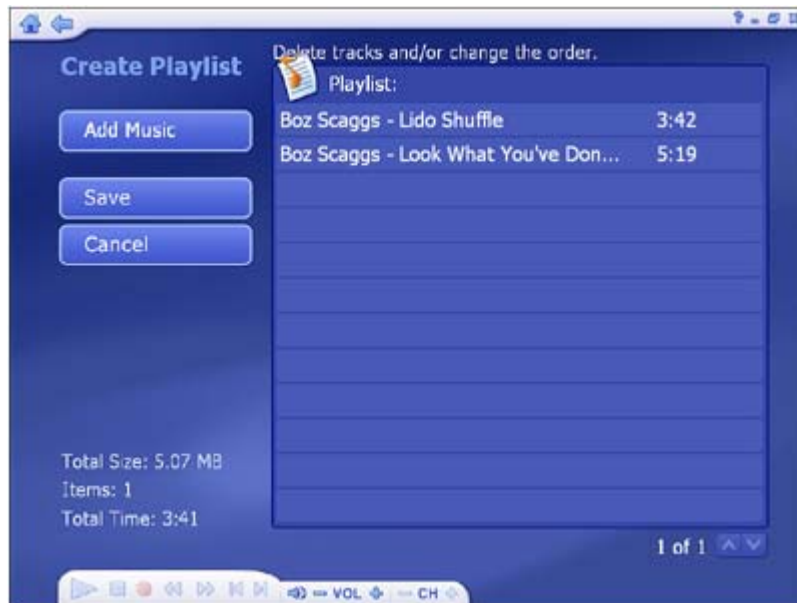 Create Playlist
Delete tracks and/or change the order.
Playlist:
Add Music
Boz Scaggs - Lido Shuffle 3:42
Boz Scaggs - Look What You've Don... 5:19
Save
Cancel
Total Size: 5.07 MB
Items: 1
Total Time: 3:41
1 of 1
VOL CH